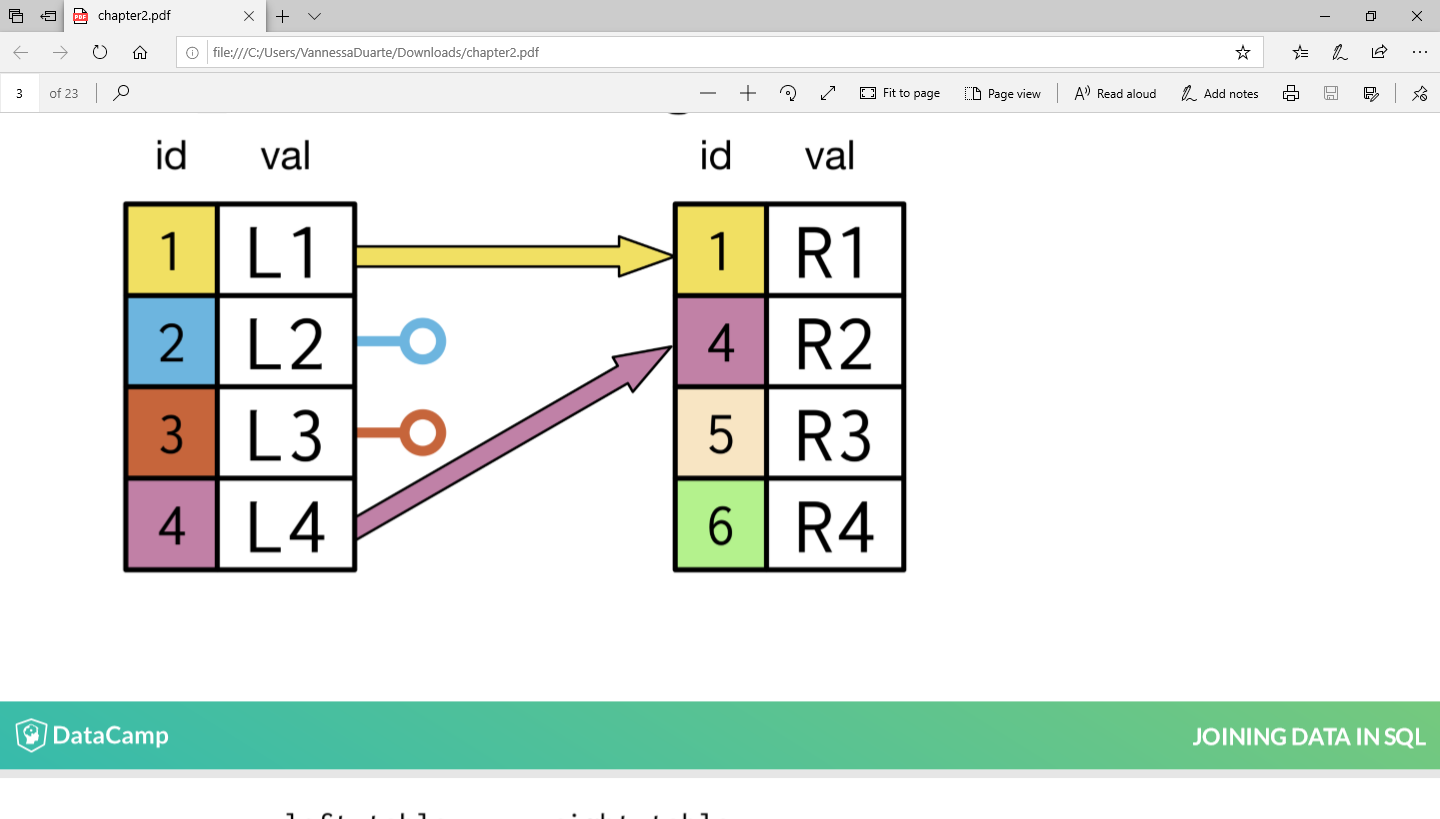 chapter2.pdf
file:///C:/Users/VannessaDuarte/Downloads/chapter2.pdf
3 of 23
Fit to page Page view Read aloud Add notes
id val id val
1 L1 1 R1
2 L2 4 R2
3 L3 5 R3
4 L4 6 R4
DataCamp JOINING DATA IN SQL